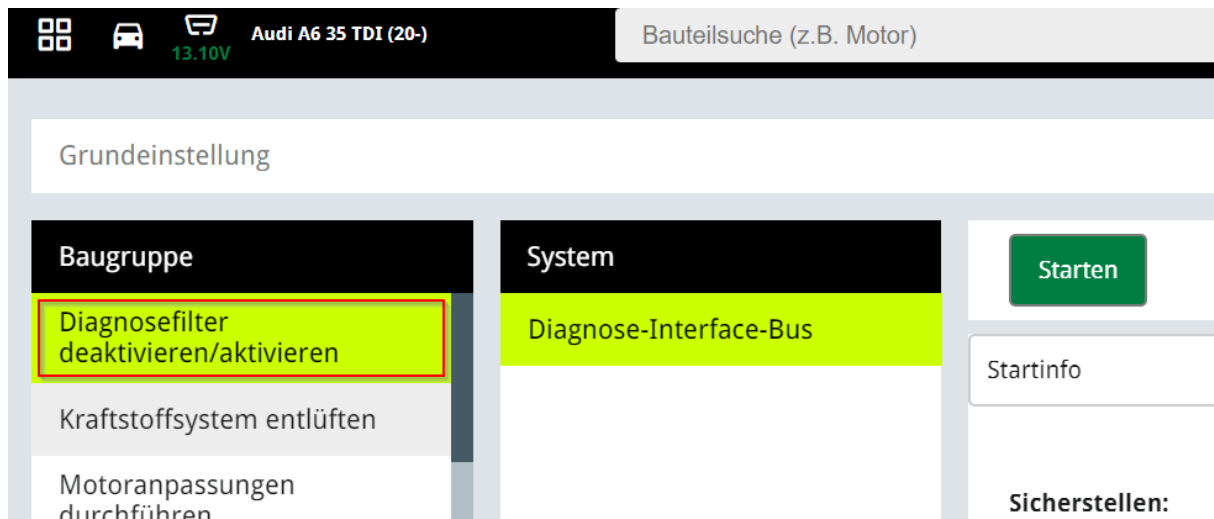 Audi A6 35 TDI (20-)
13.10V
Bauteilsuche (z.B. Motor)
Grundeinstellung
Baugruppe
Diagnosefilter
deaktivieren/aktivieren
Kraftstoffsystem entlüften
Motoranpassungen
durchführen
System
Diagnose-Interface-Bus
Starten
Startinfo
Sicherstellen: